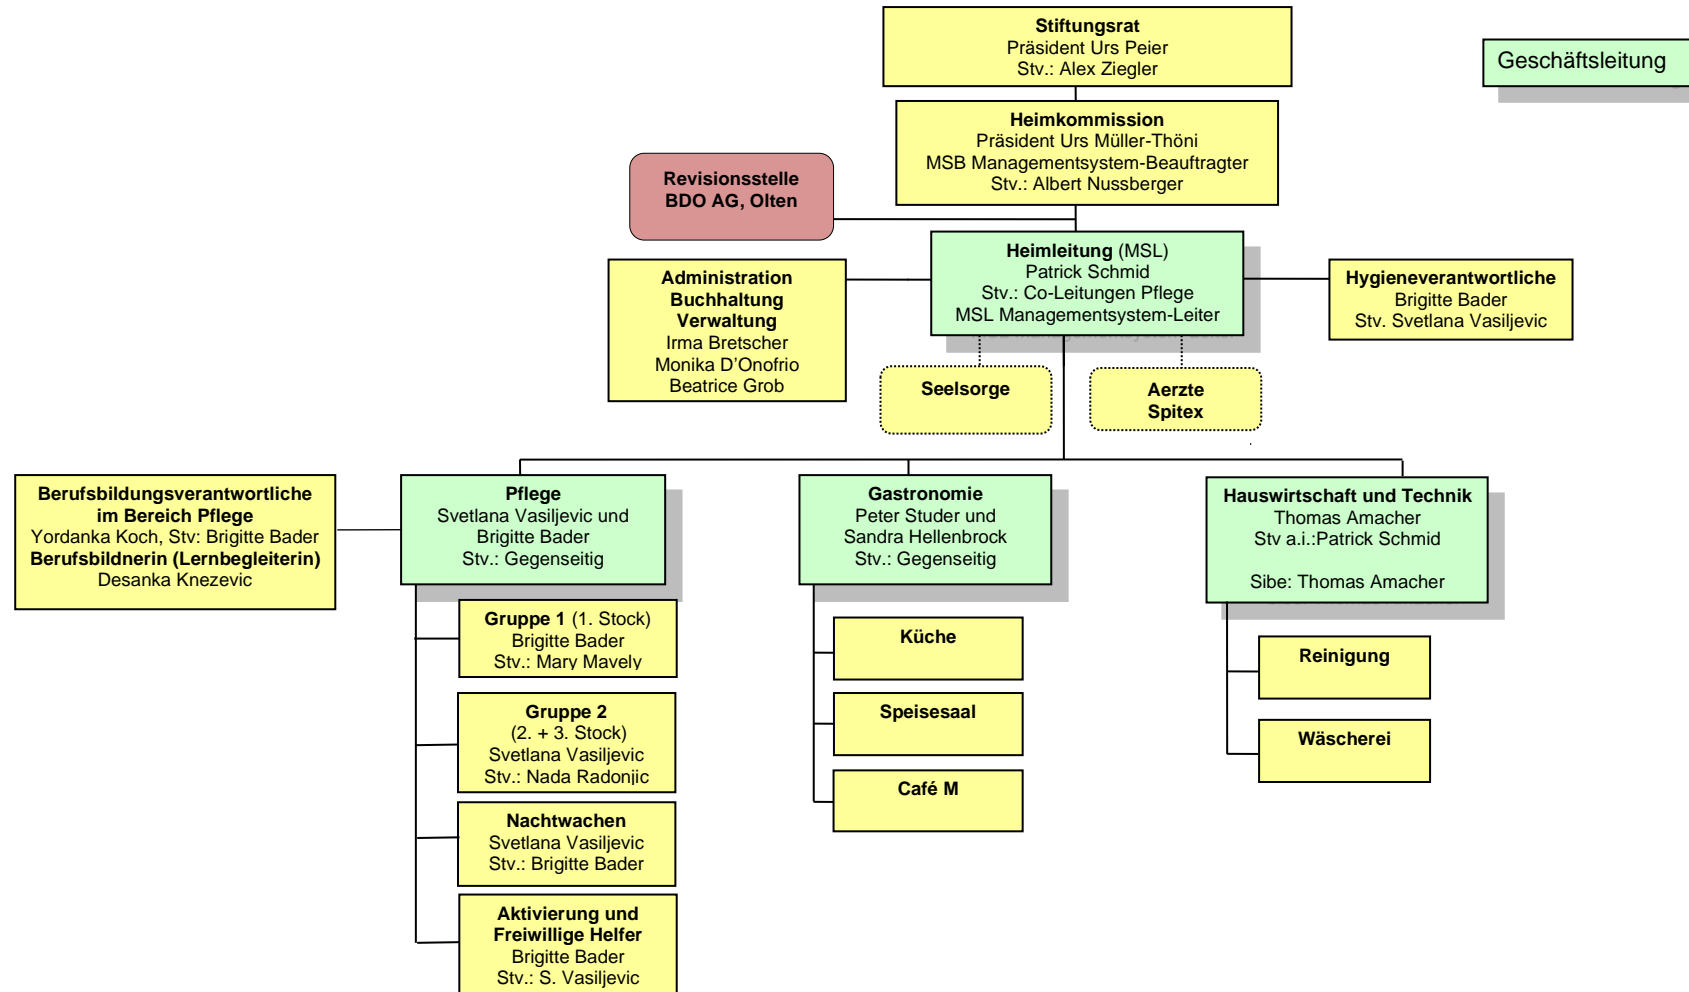 Stiftungsrat
Präsident Urs Peier
Stv.: Alex Ziegler
Geschäftsleitung
Heimkommission
Präsident Urs Müller-Thöni
MSB Managementsystem-Beauftragter
Stv.: Albert Nussberger
Revisionsstelle
BDO AG, Olten
Heimleitung (MSL)
Patrick Schmid
Stv.: Co-Leitungen Pflege
MSL Managementsystem-Leiter
Administration
Buchhaltung
Verwaltung
Irma Bretscher
Monika D’Onofrio
Beatrice Grob
Hygieneverantwortliche
Brigitte Bader
Stv. Svetlana Vasiljevic
Seelsorge
Aerzte
Spitex
Berufsbildungsverantwortliche
im Bereich Pflege
Yordanka Koch, Stv: Brigitte Bader
Berufsbildnerin (Lernbegleiterin)
Desanka Knezevic
Pflege
Svetlana Vasiljevic und
Brigitte Bader
Stv.: Gegenseitig
Gastronomie
Peter Studer und
Sandra Hellenbrock
Stv.: Gegenseitig
Hauswirtschaft und Technik
Thomas Amacher
Stv a.i.:Patrick Schmid
Sibe: Thomas Amacher
Gruppe 1 (1. Stock)
Brigitte Bader
Stv.: Mary Mavely
Gruppe 2
(2. + 3. Stock)
Svetlana Vasiljevic
Stv.: Nada Radonjic
Nachtwachen
Svetlana Vasiljevic
Stv.: Brigitte Bader
Aktivierung und
Freiwillige Helfer
Brigitte Bader
Stv.: S. Vasiljevic
Küche
Speisesaal
Café M
Reinigung
Wäscherei